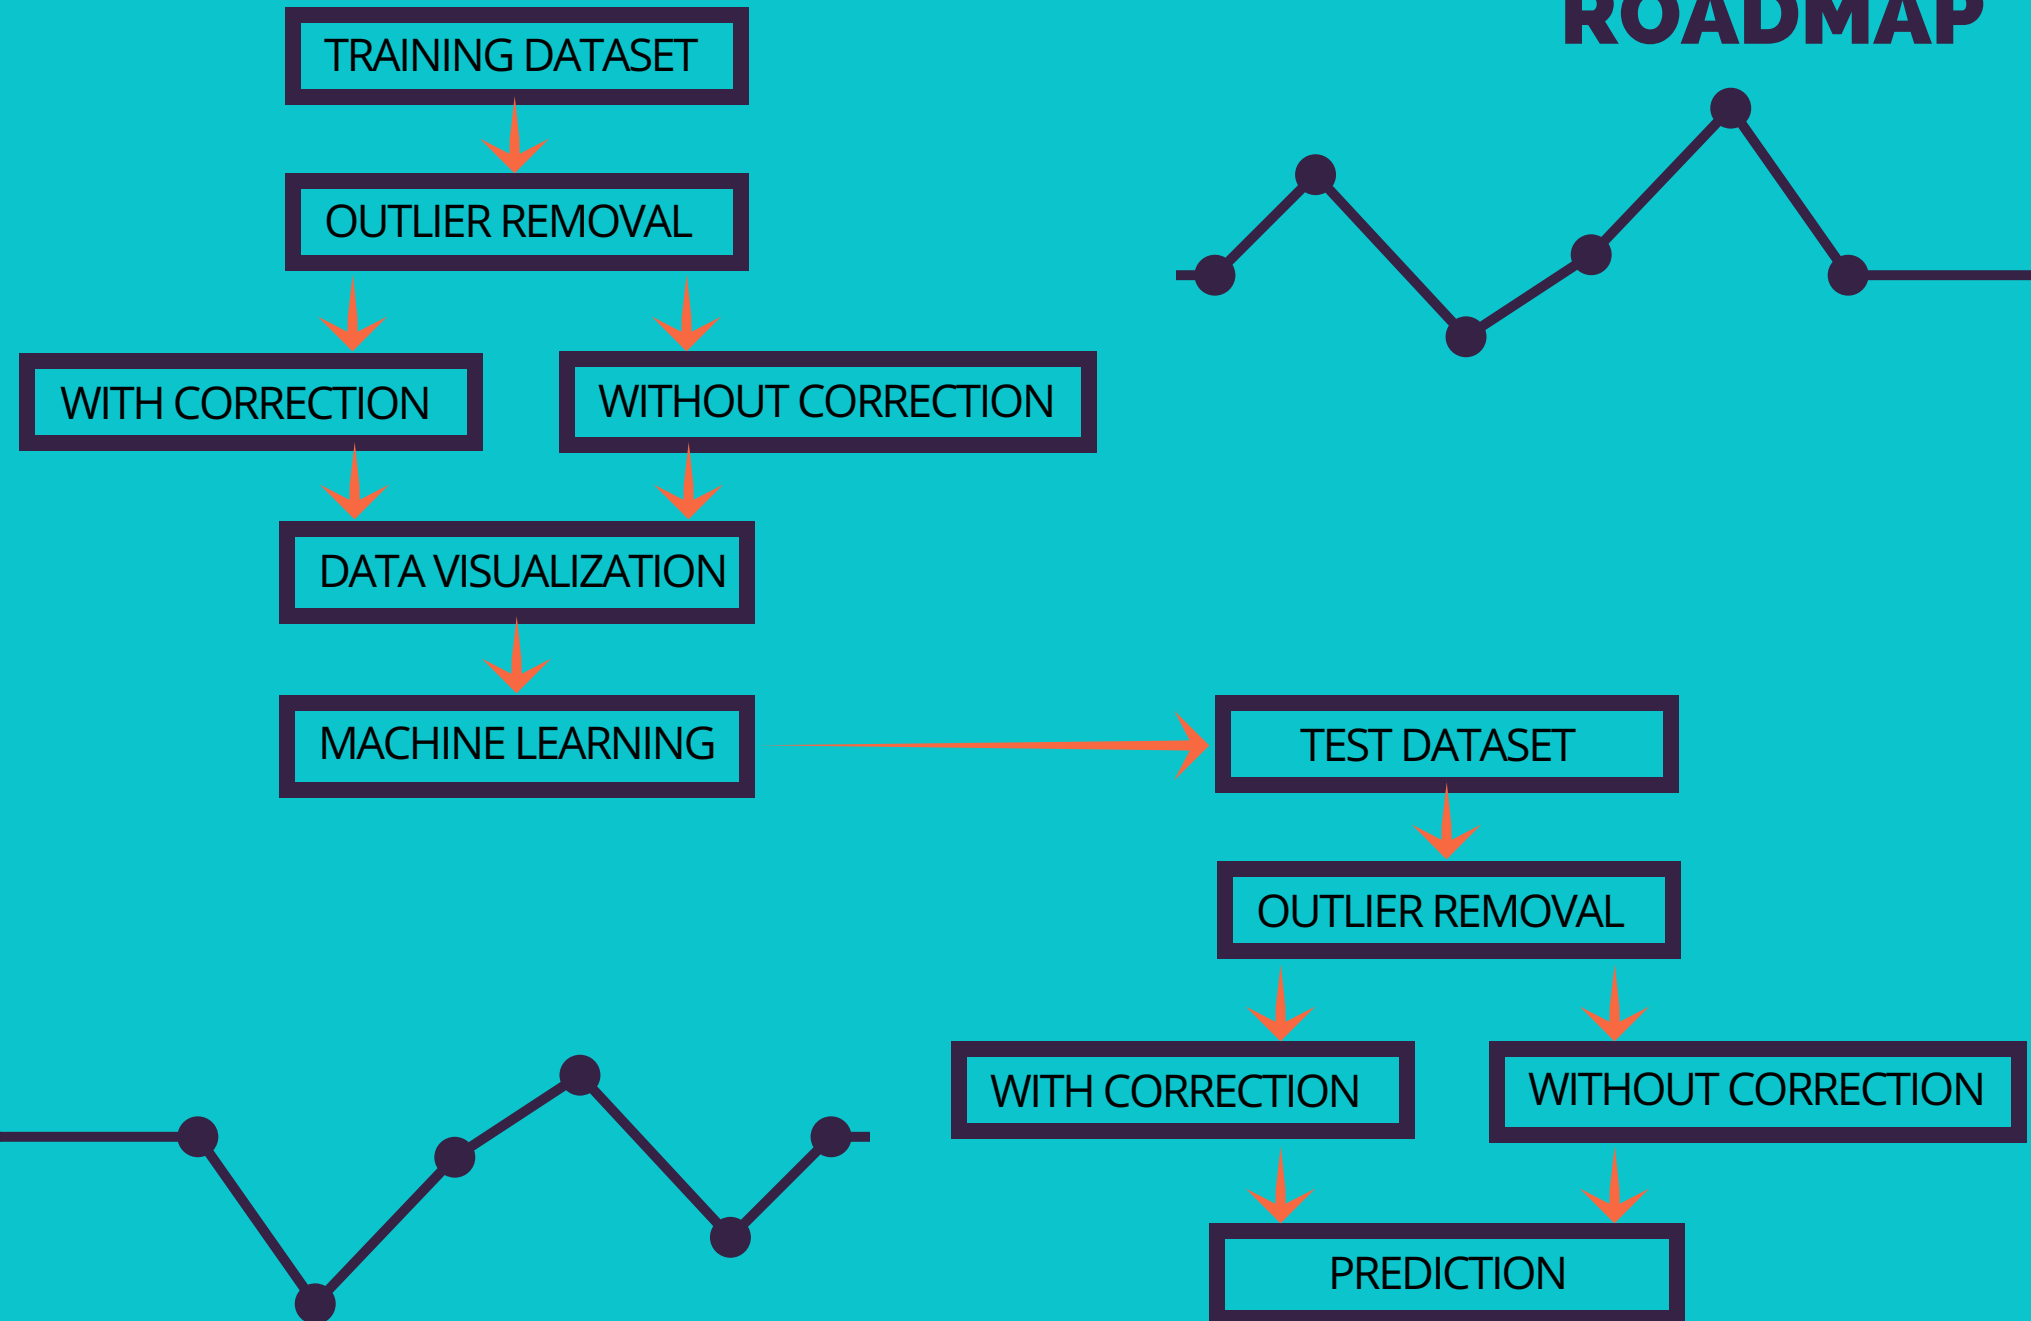 ROADMAP
TRAINING DATASET
OUTLIER REMOVAL
WITH CORRECTION
WITHOUT CORRECTION
DATA VISUALIZATION
MACHINE LEARNING
TEST DATASET
OUTLIER REMOVAL
WITH CORRECTION
WITHOUT CORRECTION
PREDICTION